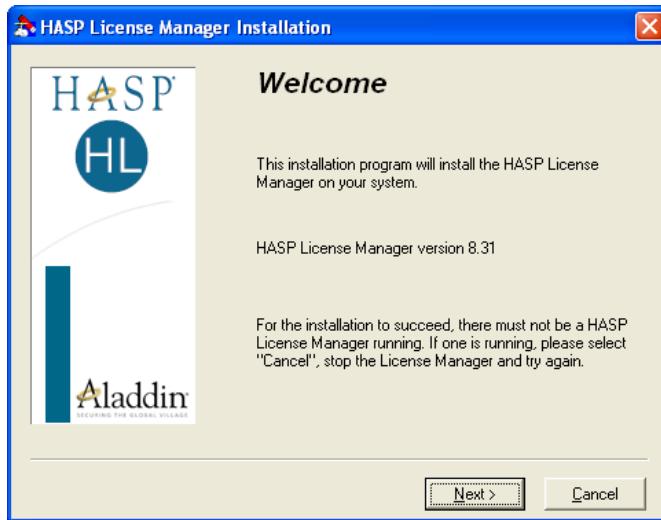 HASP License Manager Installation
HASP
HL
Aladdin
SECURING THE GLOBAL VILLAGE
Welcome
This installation program will install the HASP License
Manager on your system.
HASP License Manager version 8.31
For the installation to succeed, there must not be a HASP
License Manager running. If one is running, please select
"Cancel", stop the License Manager and try again.
Next >
Cancel